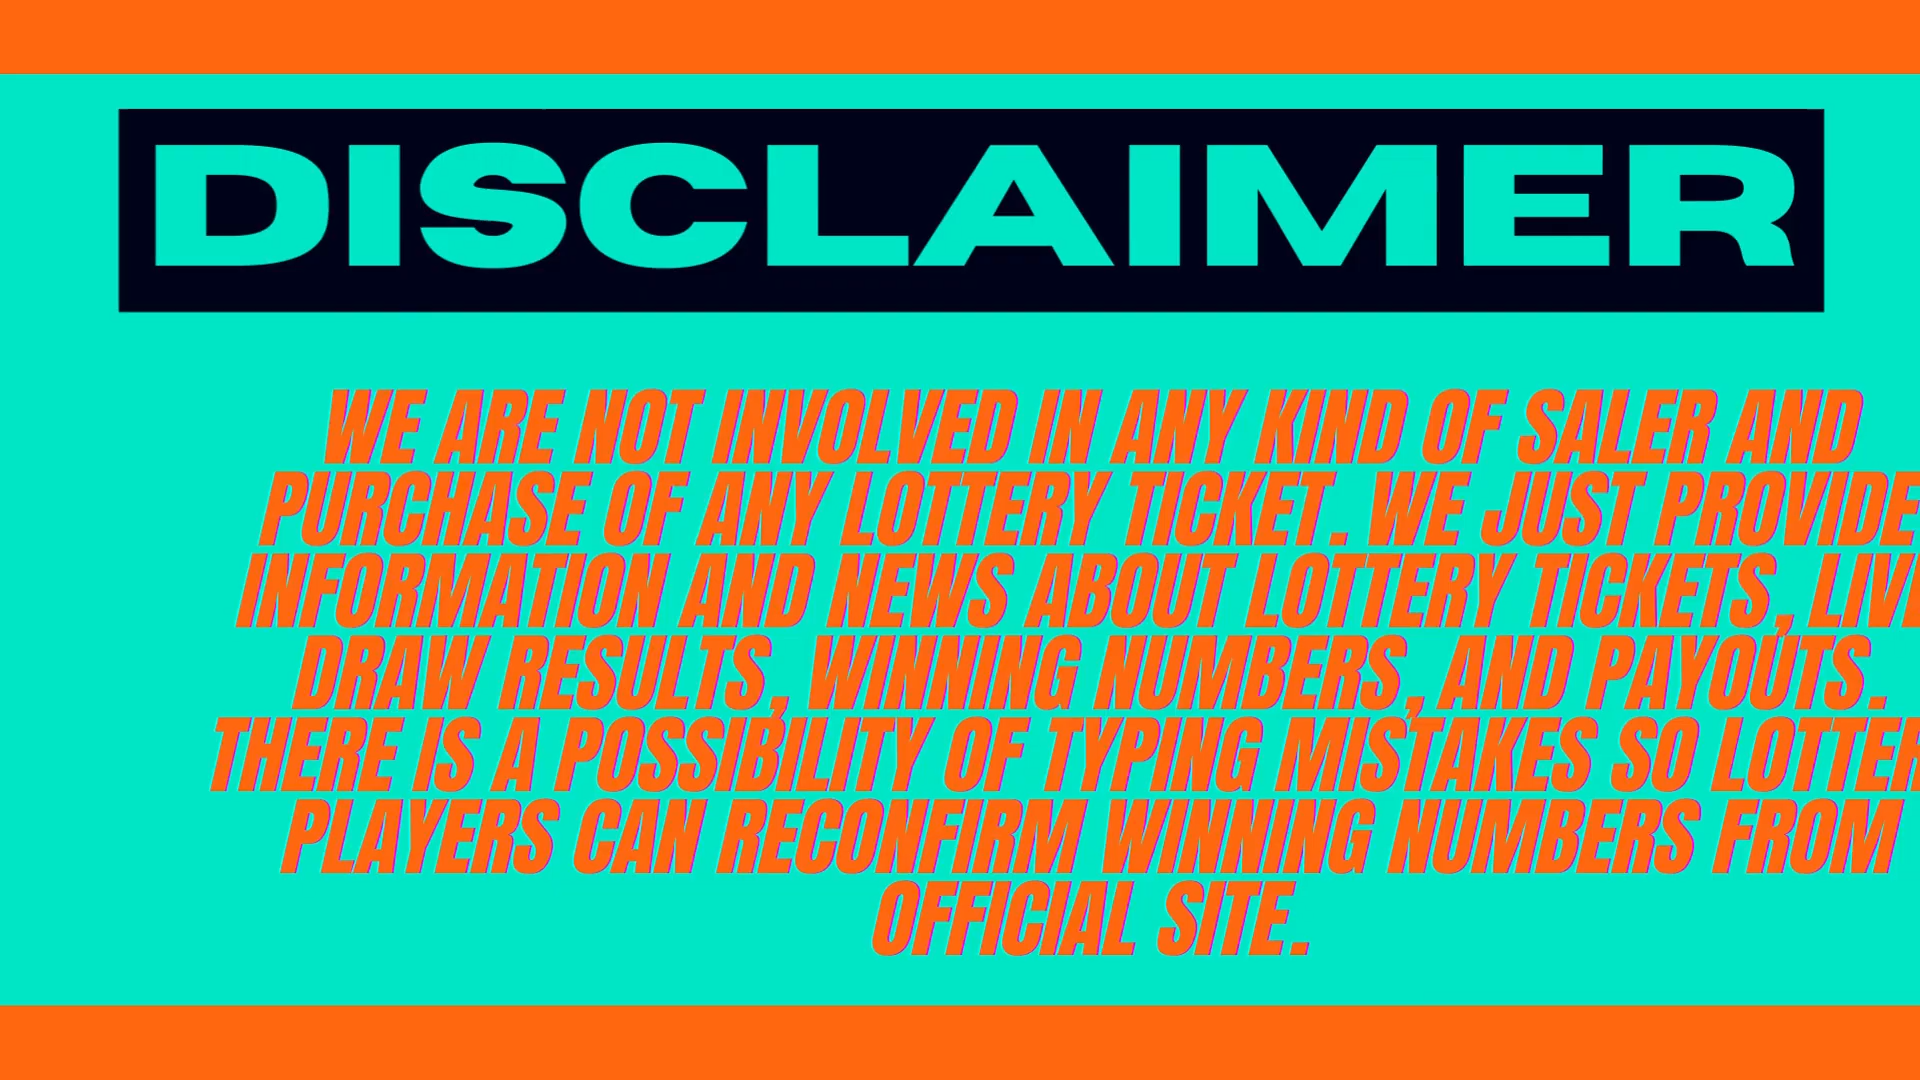 DISCLAIMER
WE ARE NOT INVOLVED IN ANY KIND OF SALER AND
PURCHASE OF ANY LOTTERY TICKET. WE JUST PROVIDE
INFORMATION AND NEWS ABOUT LOTTERY TICKETS, LIVE
DRAW RESULTS, WINNING NUMBERS, AND PAYOUTS.
THERE IS A POSSIBILITY OF TYPING MISTAKES SO LOTTER
PLAYERS CAN RECONFIRM WINNING NUMBERS FROM
OFFICIAL SITE.